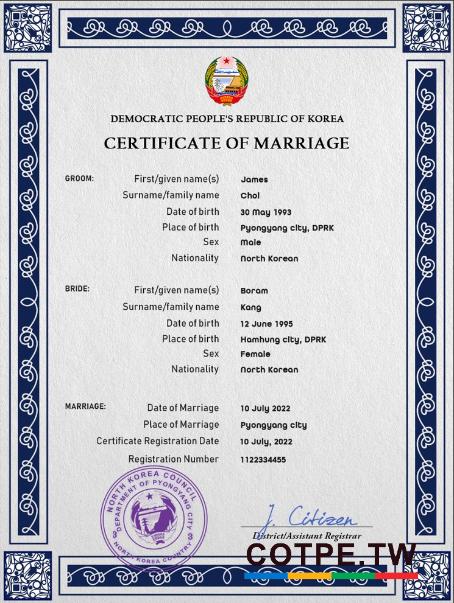 DEMOCRATIC PEOPLE'S REPUBLIC OF KOREA
CERTIFICATE OF MARRIAGE
GROOM: First/given name(s) James
Surname/family name Choi
Date of birth 30 May 1993
Place of birth Pyongyang city, DPRK
Sex Male
Nationality North Korean
BRIDE: First/given name(s) Boram
Surname/family name Kang
Date of birth 12 June 1995
Place of birth Hamhung city, DPRK
Sex Female
Nationality North Korean
MARRIAGE: Date of Marriage 10 July 2022
Place of Marriage Pyongyang city
Certificate Registration Date 10 July, 2022
Registration Number 1122334455
NORTH KOREA COUNCIL
DEPARTMENT OF PYONGYANG CITY
NORTH KOREA COUNTRY
J. Citizen
District/Assistant Registrar
COTPE.TW